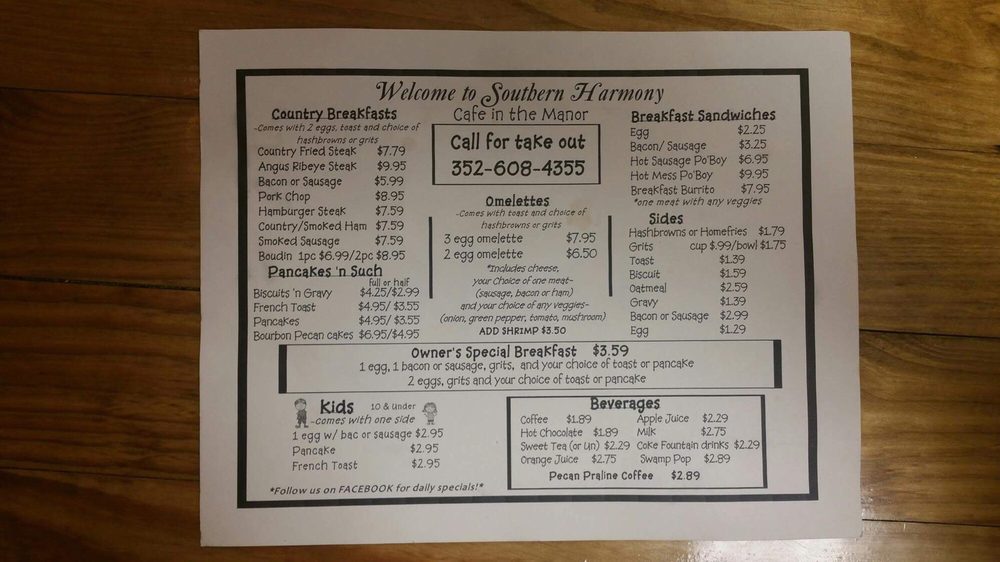 Welcome to Southern Harmony
Cafe in the Manor
Country Breakfasts
-Comes with 2 eggs, toast and choice of
hashbrowns or grits
Country Fried Steak $7.79
Angus Ribeye Steak $9.95
Bacon or Sausage $5.99
Pork Chop $8.95
Hamburger Steak $7.59
Country/Smoked Ham $7.59
Smoked Sausage $7.59
Boudin 1pc $6.99/2pc $8.95
Pancakes 'n Such
full or half
Biscuits 'n Gravy $4.25/$2.99
French Toast $4.95/ $3.55
Pancakes $4.95/ $3.55
Bourbon Pecan cakes $6.95/$4.95
Call for take out
352-608-4355
Omelettes
-Comes with toast and choice of
hashbrowns or grits
3 egg omelette $7.95
2 egg omelette $6.50
*Includes cheese,
your choice of one meat-
(sausage, bacon or ham)
and your choice of any veggies-
(onion, green pepper, tomato, mushroom)
ADD SHRIMP $3.50
Breakfast Sandwiches
Egg $2.25
Bacon/ Sausage $3.25
Hot Sausage Po'Boy $6.95
Hot Mess Po'Boy $9.95
Breakfast Burrito $7.95
*one meat with any veggies
Sides
Hashbrowns or Homefries $1.79
Grits cup $.99/bowl $1.75
Toast $1.39
Biscuit $1.59
Oatmeal $2.59
Gravy $1.39
Bacon or Sausage $2.99
Egg $1.29
Owner's Special Breakfast $3.59
1 egg, 1 bacon or sausage, grits, and your choice of toast or pancake
2 eggs, grits and your choice of toast or pancake
Kids 10 & under
-comes with one side
1 egg w/ bac or sausage $2.95
Pancake $2.95
French Toast $2.95
*Follow us on FACEBOOK for daily specials!*
Beverages
Coffee $1.89 Apple Juice $2.29
Hot Chocolate $1.89 Milk $2.75
Sweet Tea (or Un) $2.29 Coke Fountain drinks $2.29
Orange Juice $2.75 Swamp Pop $2.89
Pecan Praline Coffee $2.89